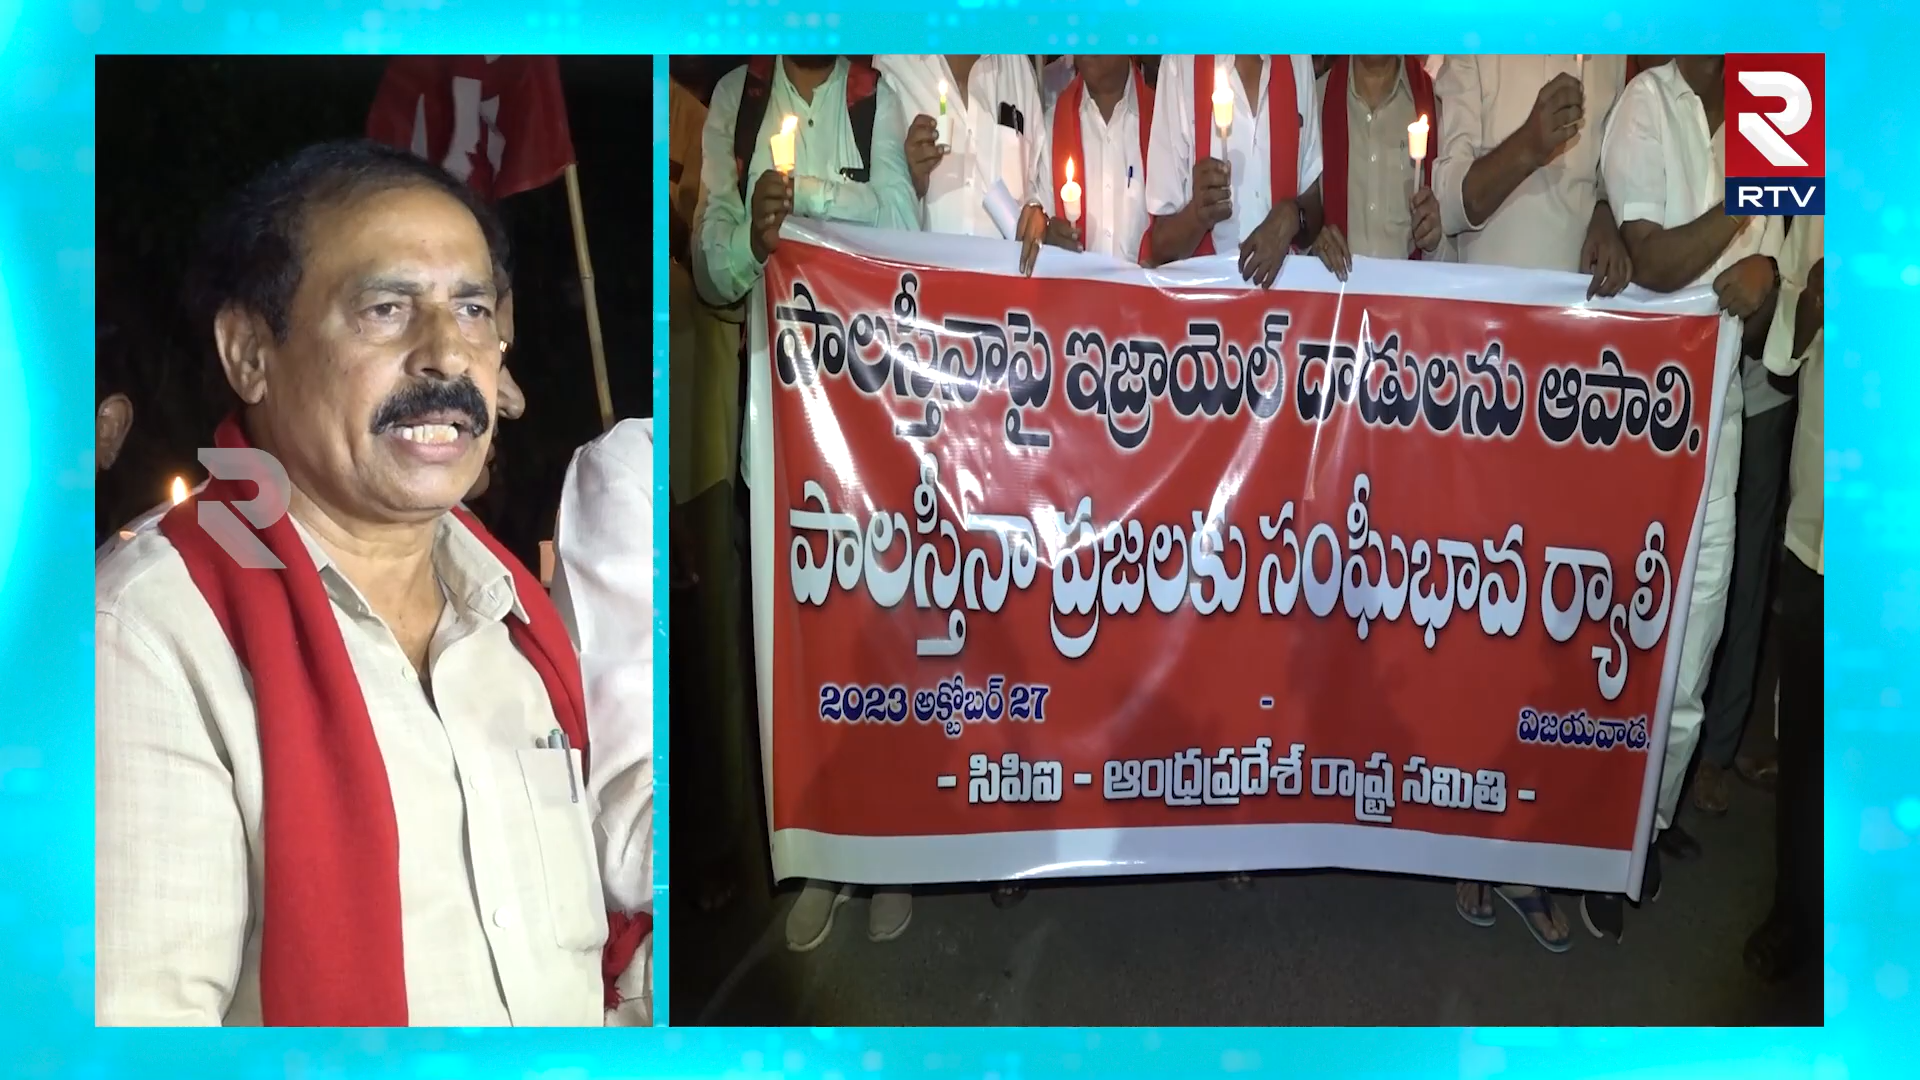 RTV
పాలస్తీనాపై ఇజ్రాయెల్ దాడులను ఆపాలి.
పాలస్తీనా ప్రజలకు సంఘీభావ ర్యాలీ
2023 అక్టోబర్ 27 - విజయవాడ.
- సిపిఐ - ఆంధ్రప్రదేశ్ రాష్ట్ర సమితి -